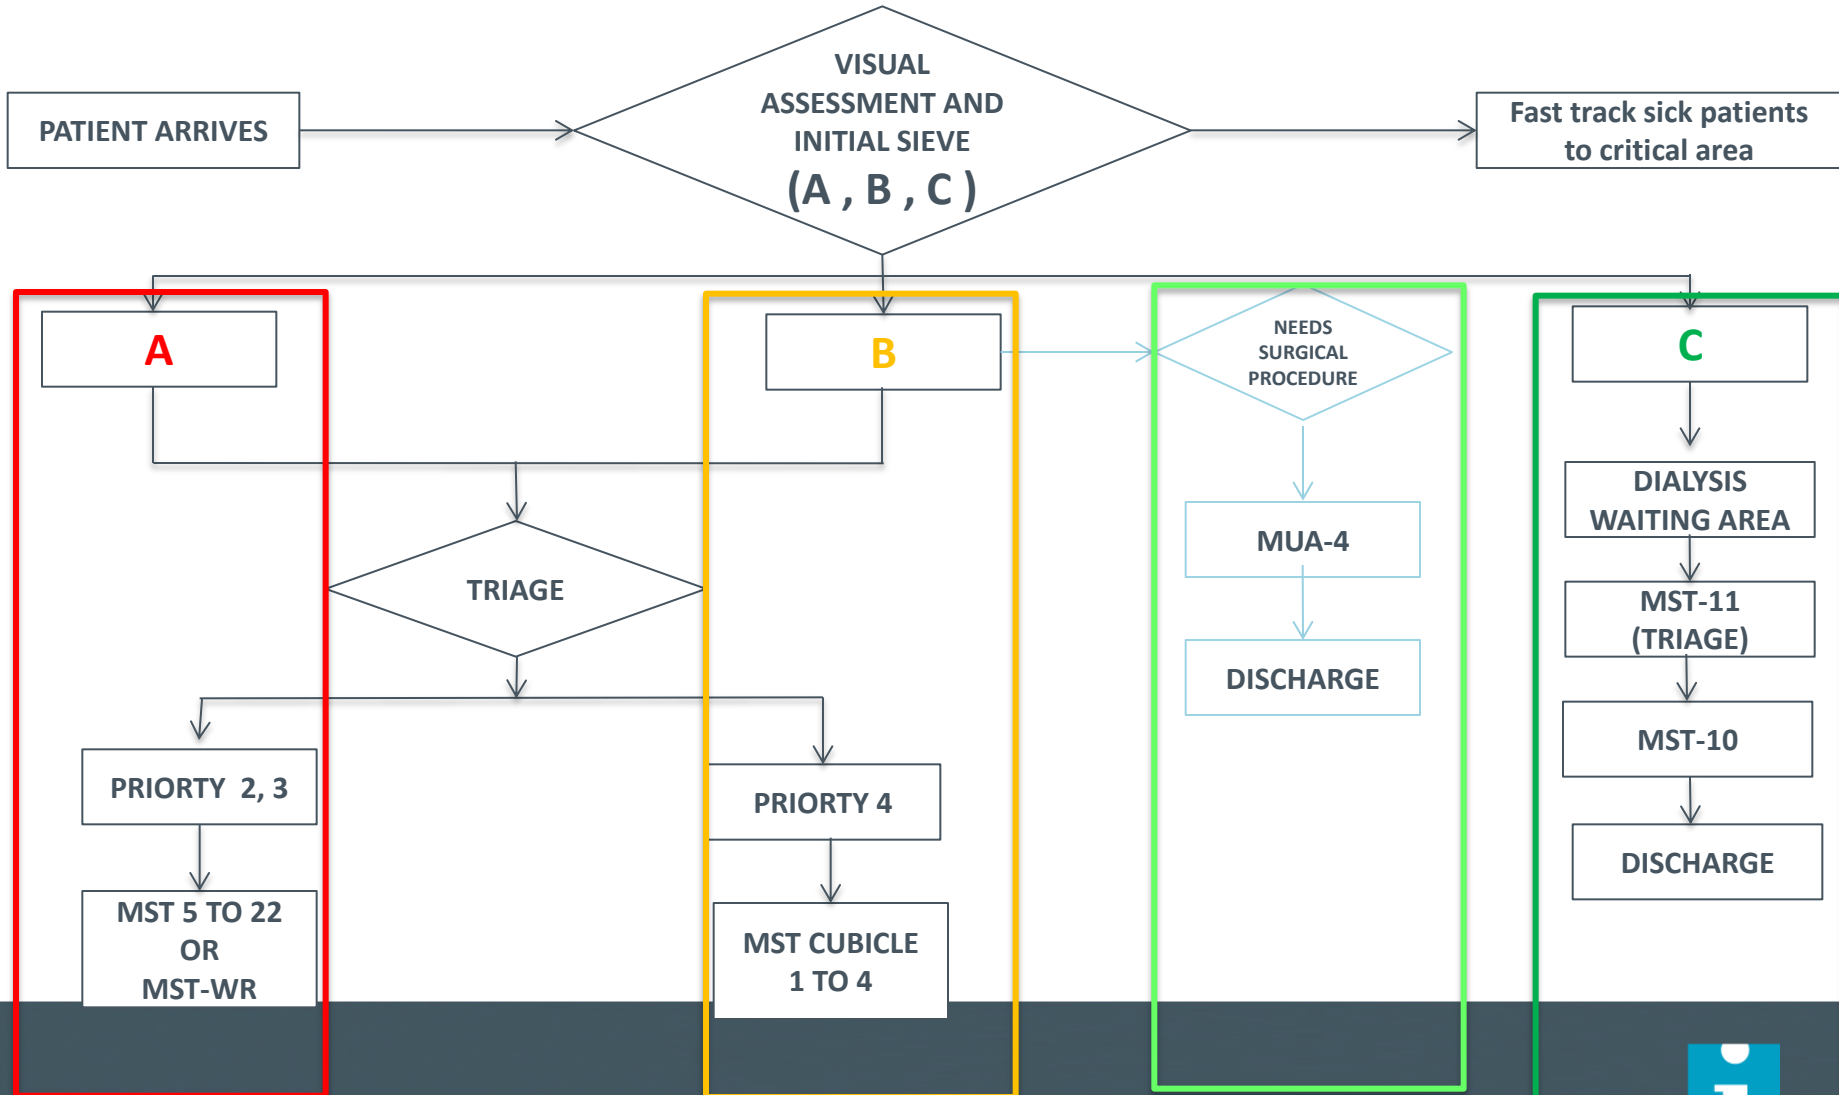 PATIENT ARRIVES
VISUAL
ASSESSMENT AND
INITIAL SIEVE
(A , B , C )
Fast track sick patients
to critical area
A
B
NEEDS
SURGICAL
PROCEDURE
C
TRIAGE
MUA-4
DISCHARGE
DIALYSIS
WAITING AREA
MST-11
(TRIAGE)
MST-10
DISCHARGE
PRIORTY 2, 3
PRIORTY 4
MST 5 TO 22
OR
MST-WR
MST CUBICLE
1 TO 4